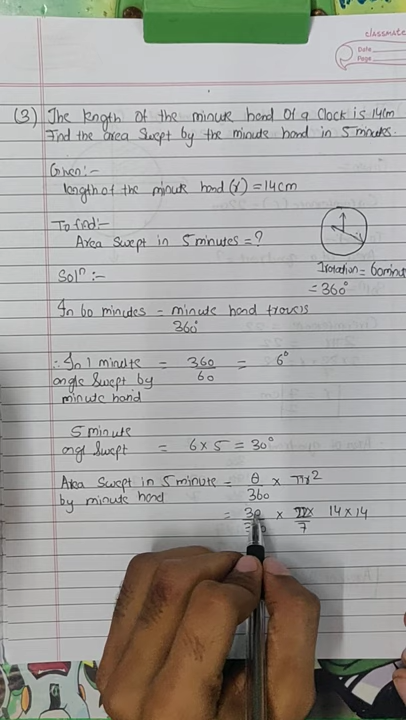 classmate
Date
Page
(3) The length of the minute hand of a clock is 14cm
Find the area swept by the minute hand in 5 minutes.
Given:-
length of the minute hand (r) = 14cm
To find:-
Area swept in 5 minutes = ?
Soln :-
1 rotation = 60 minut
= 360°
In 60 minutes = minute hand travels
360°
∴ In 1 minute = 360/60 = 6°
angle swept by
minute hand
5 minute
angl swept = 6 x 5 = 30°
Area swept in 5 minute = θ/360 x πr²
by minute hand
= 30/360 x 22/7 x 14 x 14